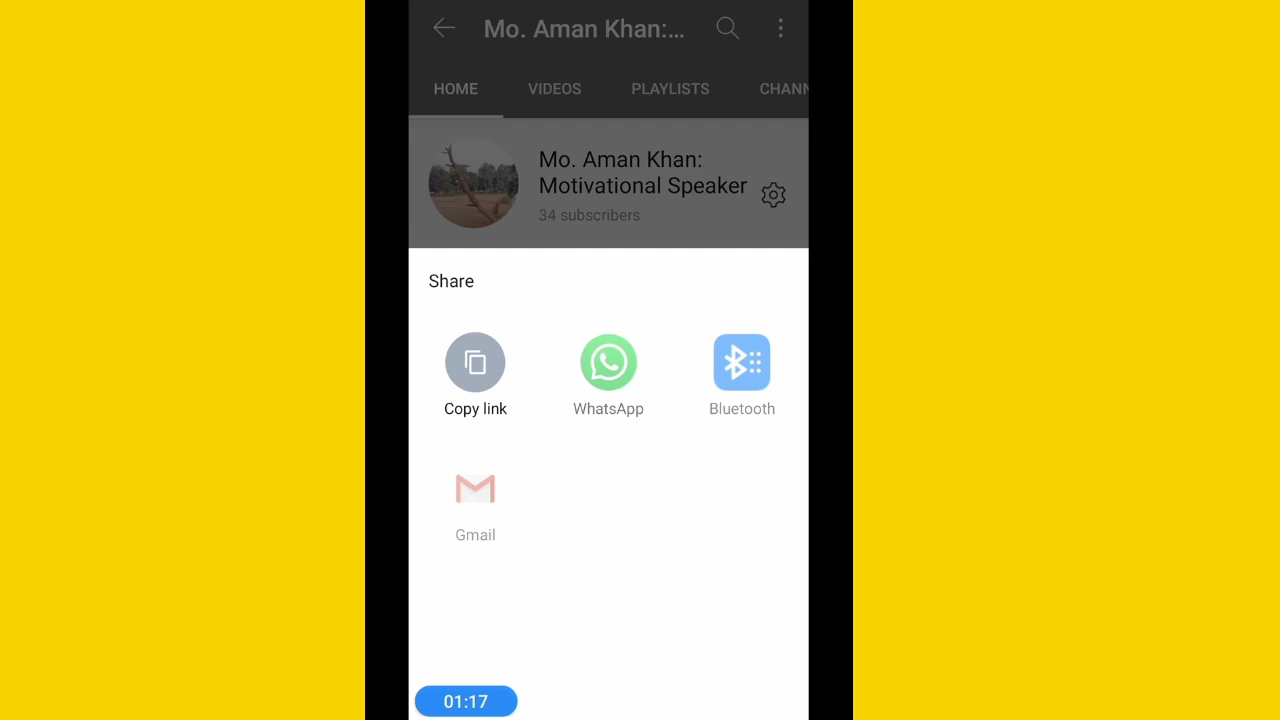 Mo. Aman Khan:...
HOME VIDEOS PLAYLISTS CHANN
Mo. Aman Khan:
Motivational Speaker
34 subscribers
Share
Copy link WhatsApp Bluetooth
Gmail
01:17